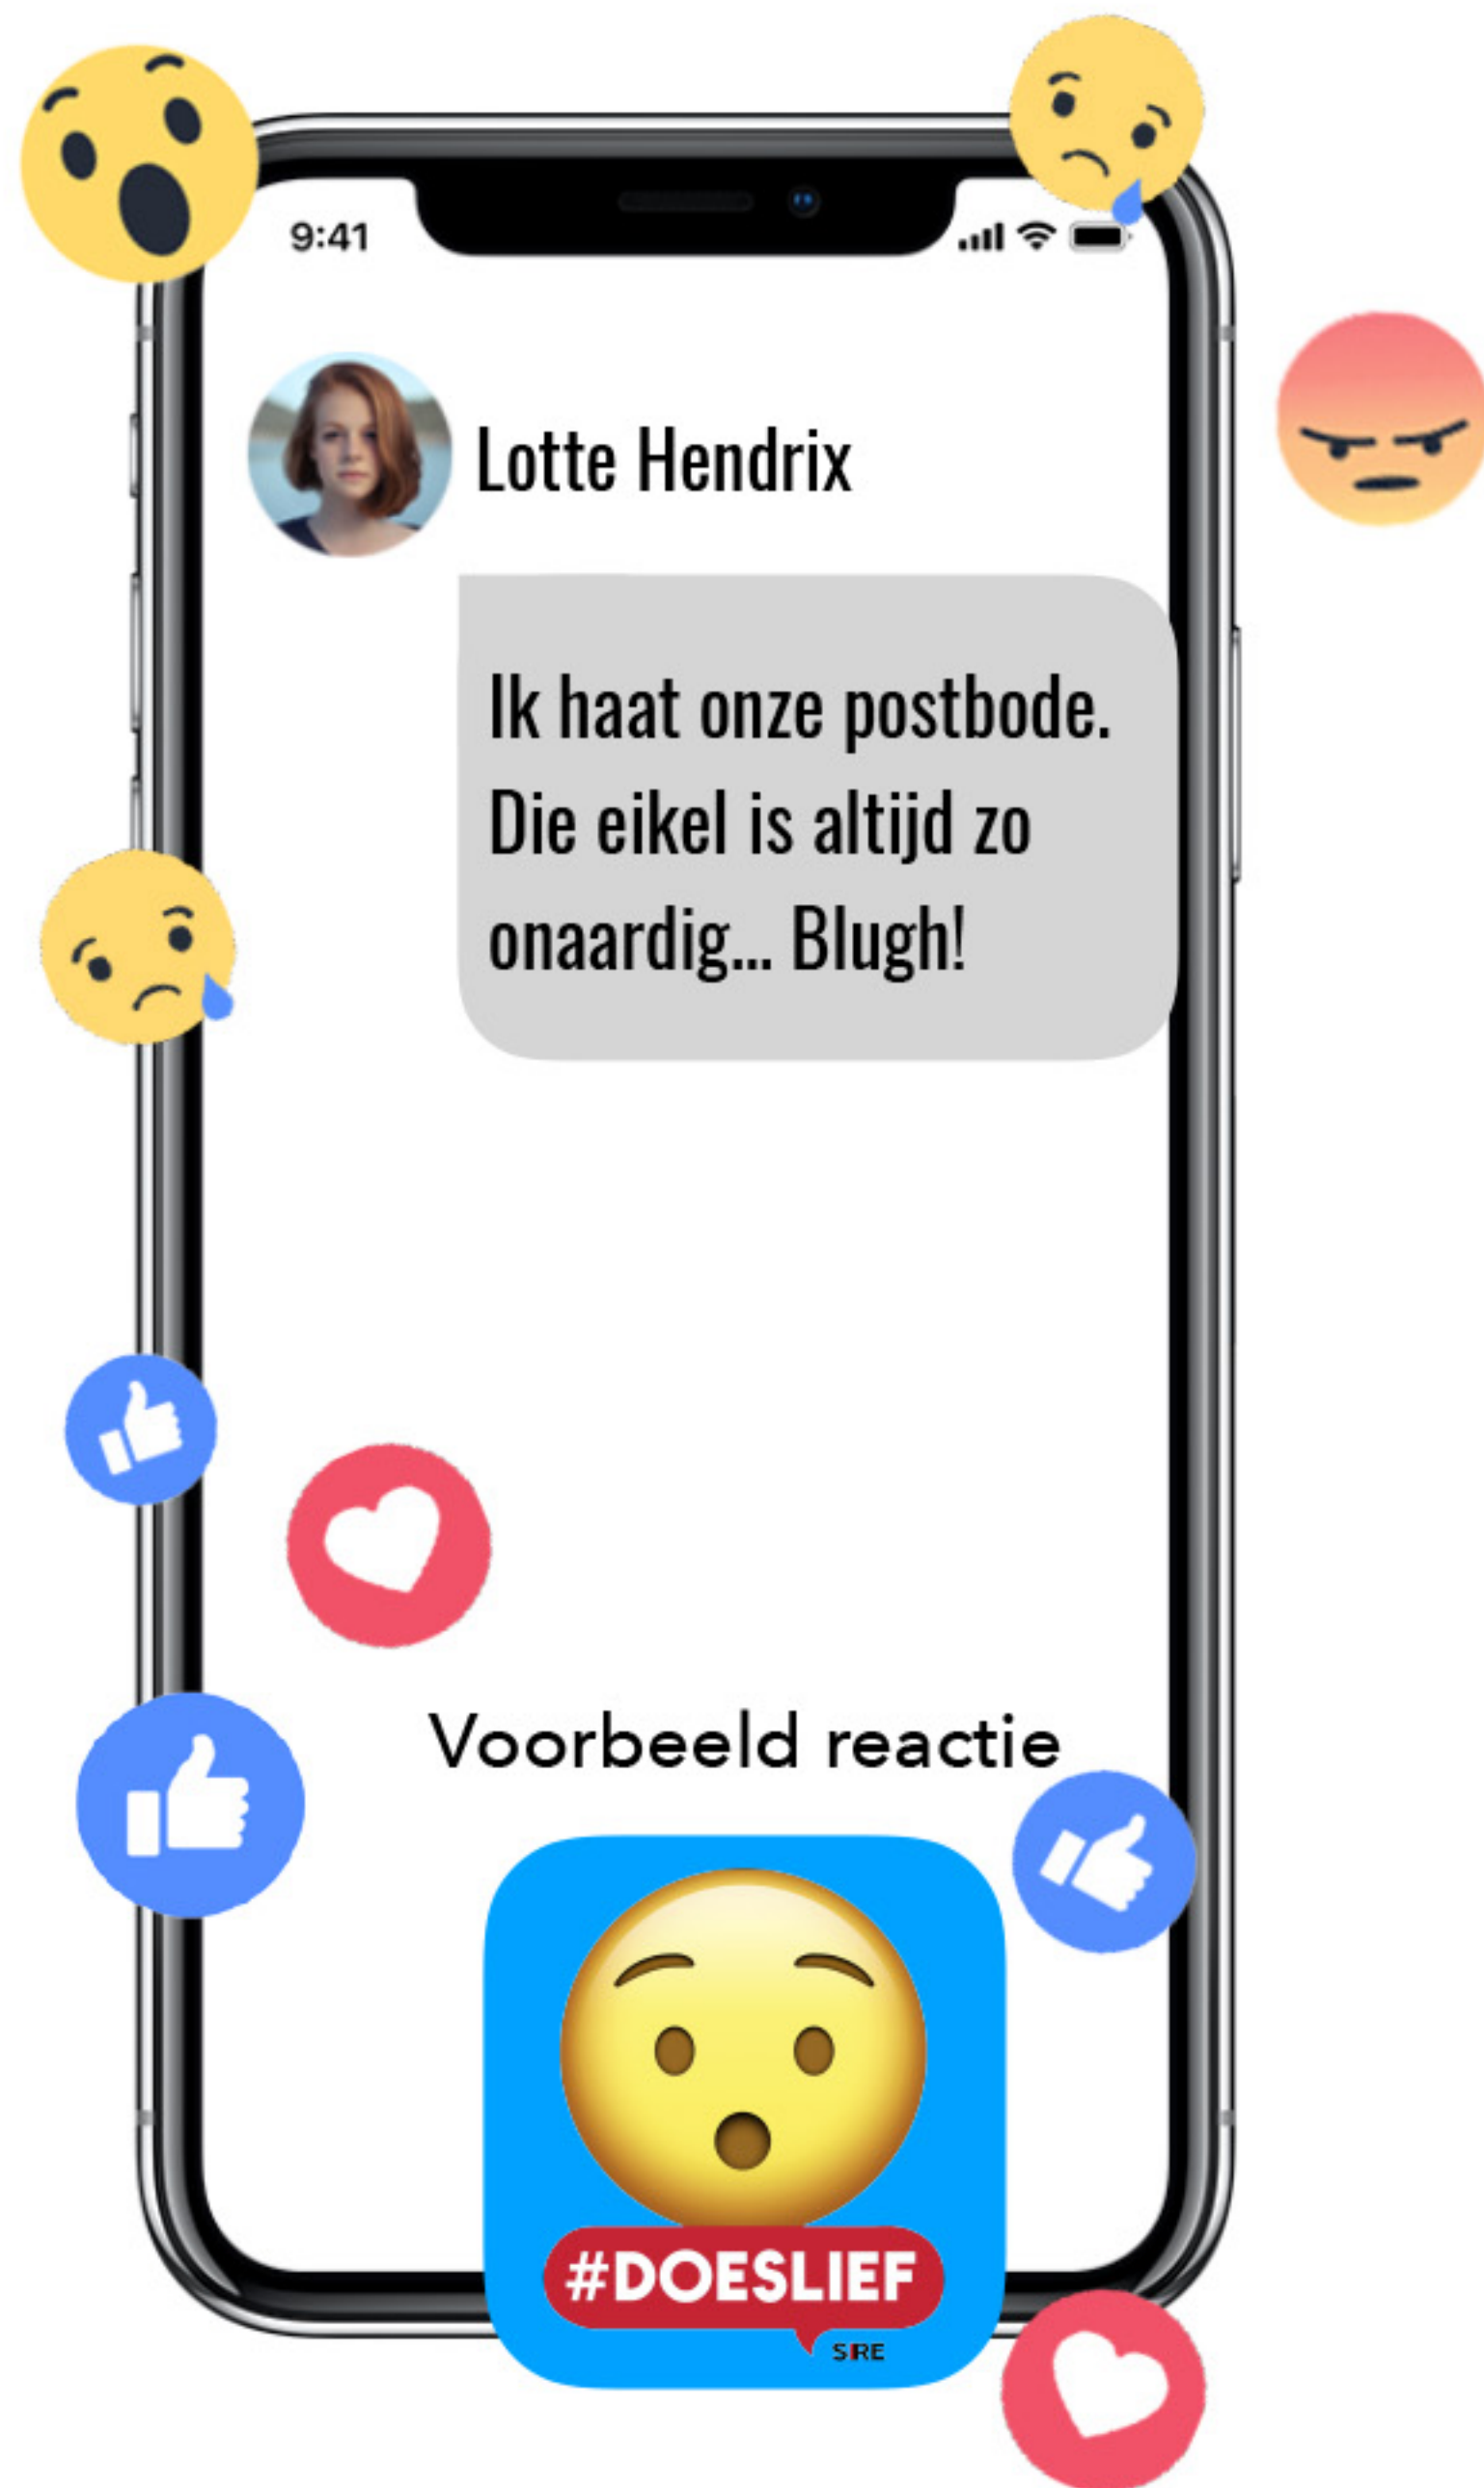 9:41
Lotte Hendrix
Ik haat onze postbode.
Die eikel is altijd zo
onaardig... Blugh!
Voorbeeld reactie
#DOESLIEF
SIRE